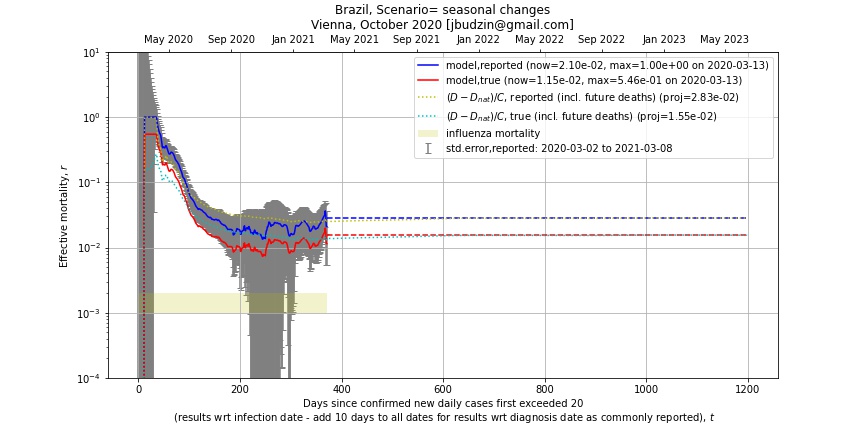 Brazil, Scenario= seasonal changes
Vienna, October 2020 [jbudzin@gmail.com]
May 2020 Sep 2020 Jan 2021 May 2021 Sep 2021 Jan 2022 May 2022 Sep 2022 Jan 2023 May 2023
model,reported (now=2.10e-02, max=1.00e+00 on 2020-03-13)
model,true (now=1.15e-02, max=5.46e-01 on 2020-03-13)
(D − Dnat)/C, reported (incl. future deaths) (proj=2.83e-02)
(D − Dnat)/C, true (incl. future deaths) (proj=1.55e-02)
influenza mortality
std.error,reported: 2020-03-02 to 2021-03-08
Effective mortality, r
10¹
10⁰
10⁻¹
10⁻²
10⁻³
10⁻⁴
0 200 400 600 800 1000 1200
Days since confirmed new daily cases first exceeded 20
(results wrt infection date - add 10 days to all dates for results wrt diagnosis date as commonly reported), t